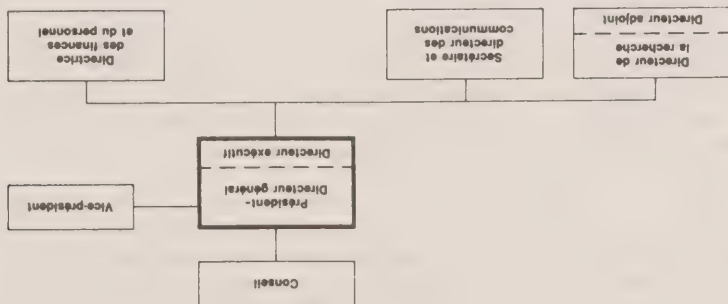 Conseil
Président-
Directeur général
Directeur exécutif
Vice-président
Directeur de
la recherche
Directeur adjoint
Secrétaire et
directeur des
communications
Directrice
des finances
et du personnel